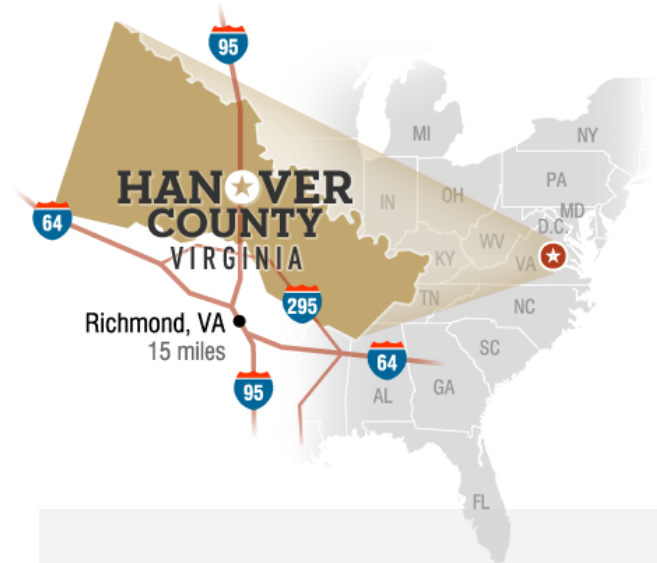 95
MI
NY
PA
OH
IN
MD
D.C.
WV
VA
KY
64
HANOVER
COUNTY
VIRGINIA
TN
NC
295
Richmond, VA
15 miles
SC
64
95
AL
GA
FL